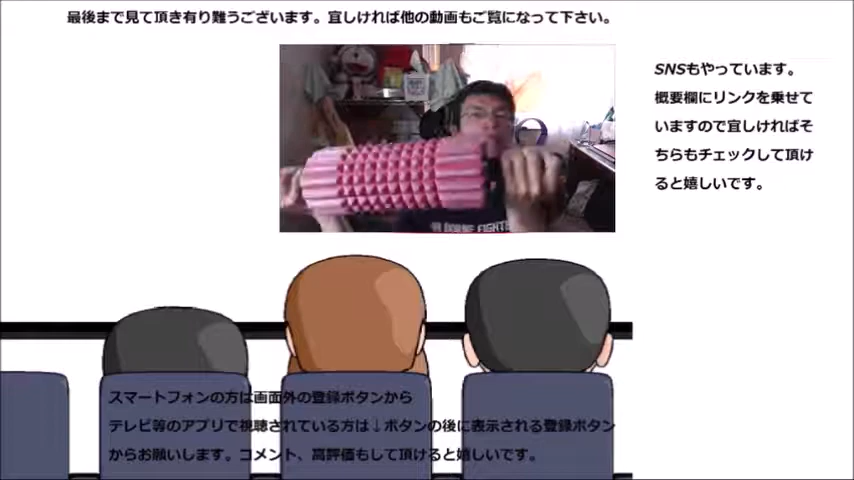 最後まで見て頂き有り難うございます。宜しければ他の動画もご覧になって下さい。
SNSもやっています。
概要欄にリンクを乗せて
いますので宜しければそ
ちらもチェックして頂け
ると嬉しいです。
スマートフォンの方は画面外の登録ボタンから
テレビ等のアプリで視聴されている方は↓ボタンの後に表示される登録ボタン
からお願いします。コメント、高評価もして頂けると嬉しいです。